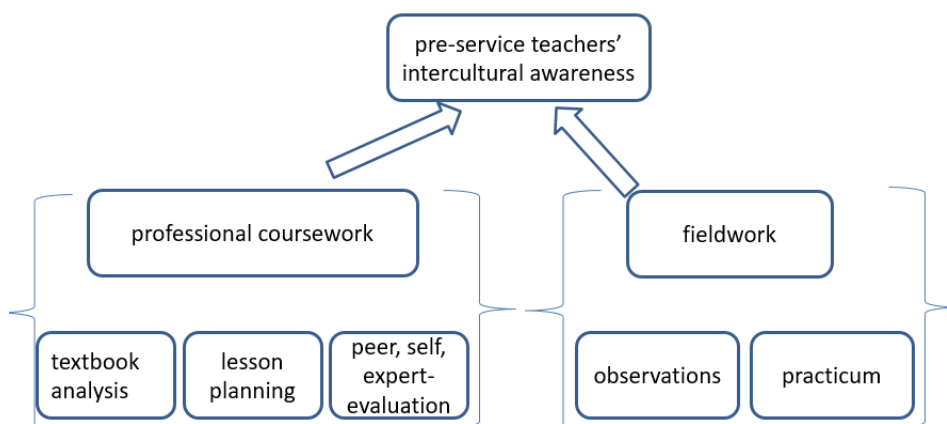 pre-service teachers'
intercultural awareness
professional coursework
fieldwork
textbook
analysis
lesson
planning
peer, self,
expert-
evaluation
observations
practicum